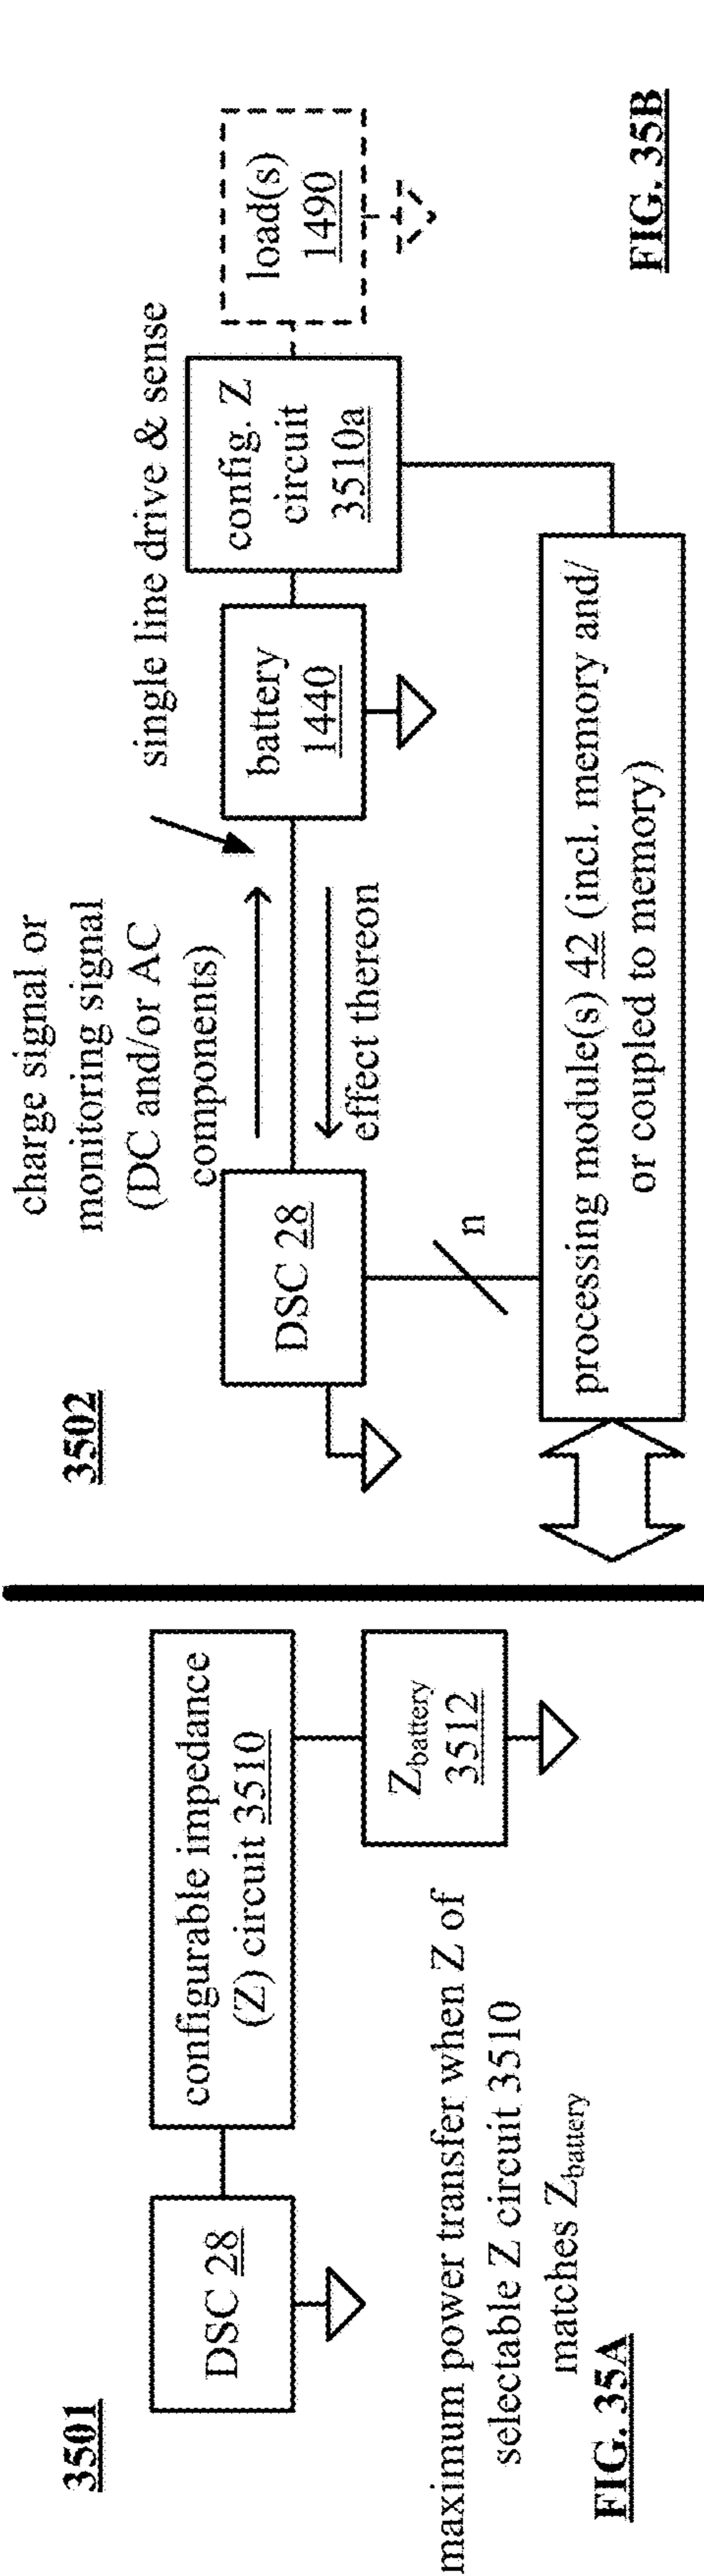 3501
DSC 28
configurable impedance
(Z) circuit 3510
Zbattery
3512
maximum power transfer when Z of
selectable Z circuit 3510
matches Zbattery
FIG. 35A
3502
charge signal or
monitoring signal
(DC and/or AC
components)
single line drive & sense
DSC 28
effect thereon
battery
1440
config. Z
circuit
3510a
load(s)
1490
n
processing module(s) 42 (incl. memory and/
or coupled to memory)
FIG. 35B